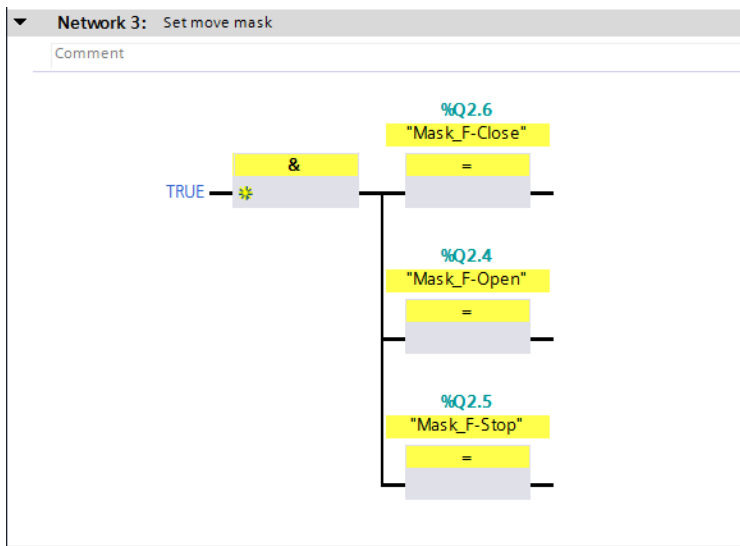 Network 3: Set move mask
Comment
%Q2.6
"Mask_F-Close"
&
=
TRUE
%Q2.4
"Mask_F-Open"
=
%Q2.5
"Mask_F-Stop"
=